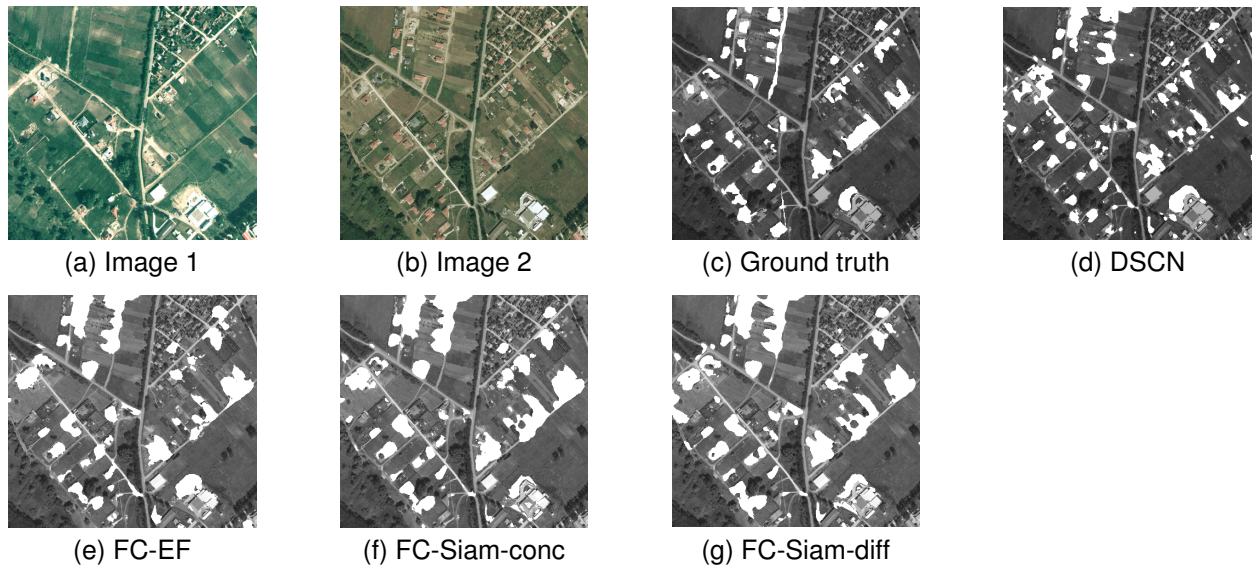 (a) Image 1
(b) Image 2
(c) Ground truth
(d) DSCN
(e) FC-EF
(f) FC-Siam-conc
(g) FC-Siam-diff